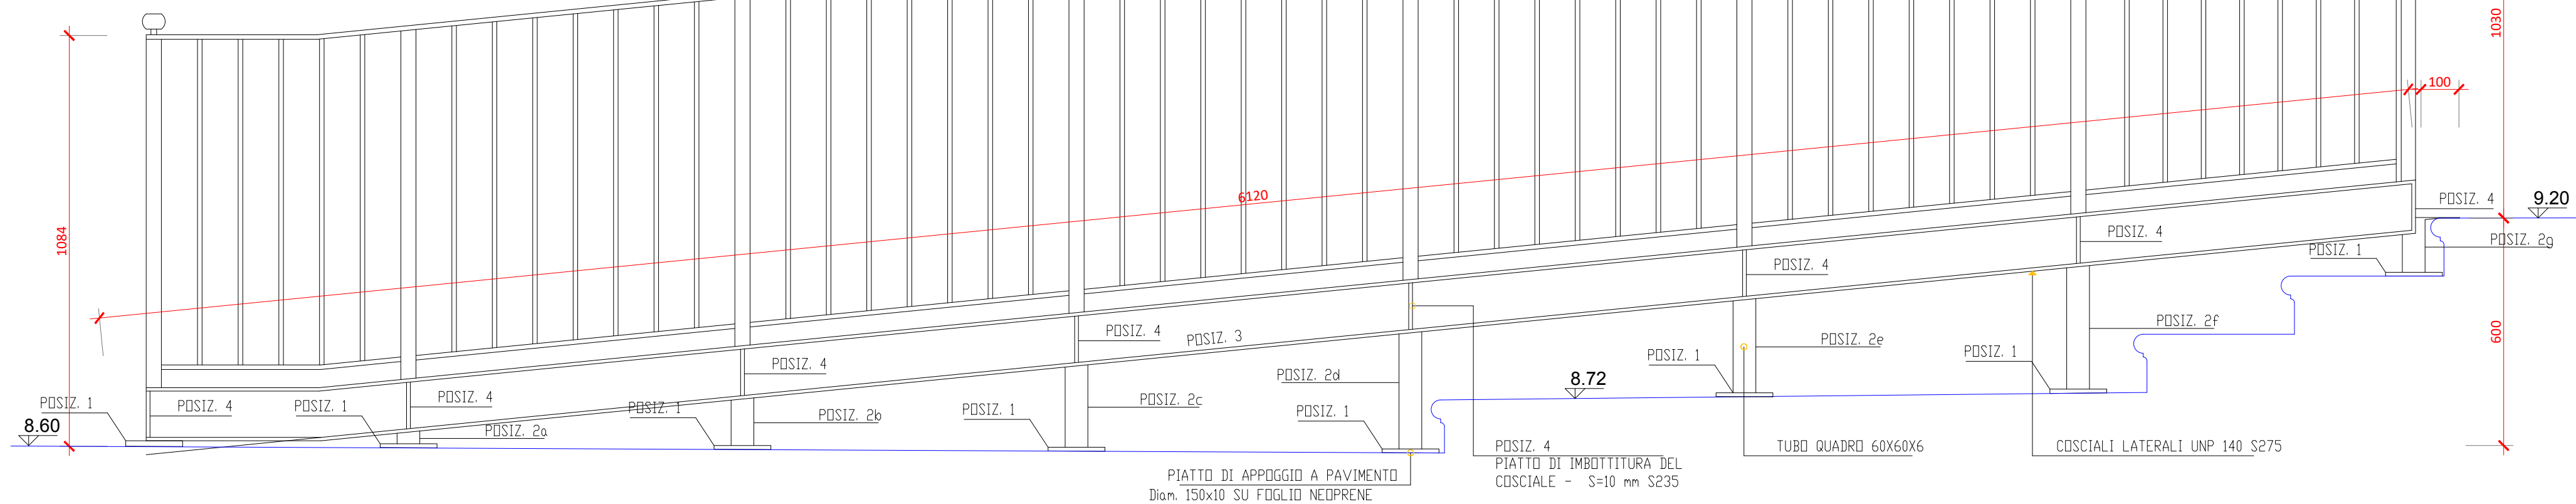 1030
100
6120
1084
POSIZ. 4
9.20
POSIZ. 4
POSIZ. 2g
POSIZ. 1
POSIZ. 4
POSIZ. 2f
600
POSIZ. 4
POSIZ. 3
POSIZ. 2e
POSIZ. 1
POSIZ. 1
POSIZ. 4
POSIZ. 2d
8.72
POSIZ. 4
POSIZ. 2c
POSIZ. 1
POSIZ. 4
POSIZ. 1
POSIZ. 4
POSIZ. 1
POSIZ. 1
POSIZ. 2b
POSIZ. 1
8.60
POSIZ. 2a
POSIZ. 4
PIATTO DI IMBOTTITURA DEL
COSCIALE - S=10 mm S235
TUBO QUADRO 60X60X6
COSCIALI LATERALI UNP 140 S275
PIATTO DI APPOGGIO A PAVIMENTO
Diam. 150x10 SU FOGLIO NEOPRENE